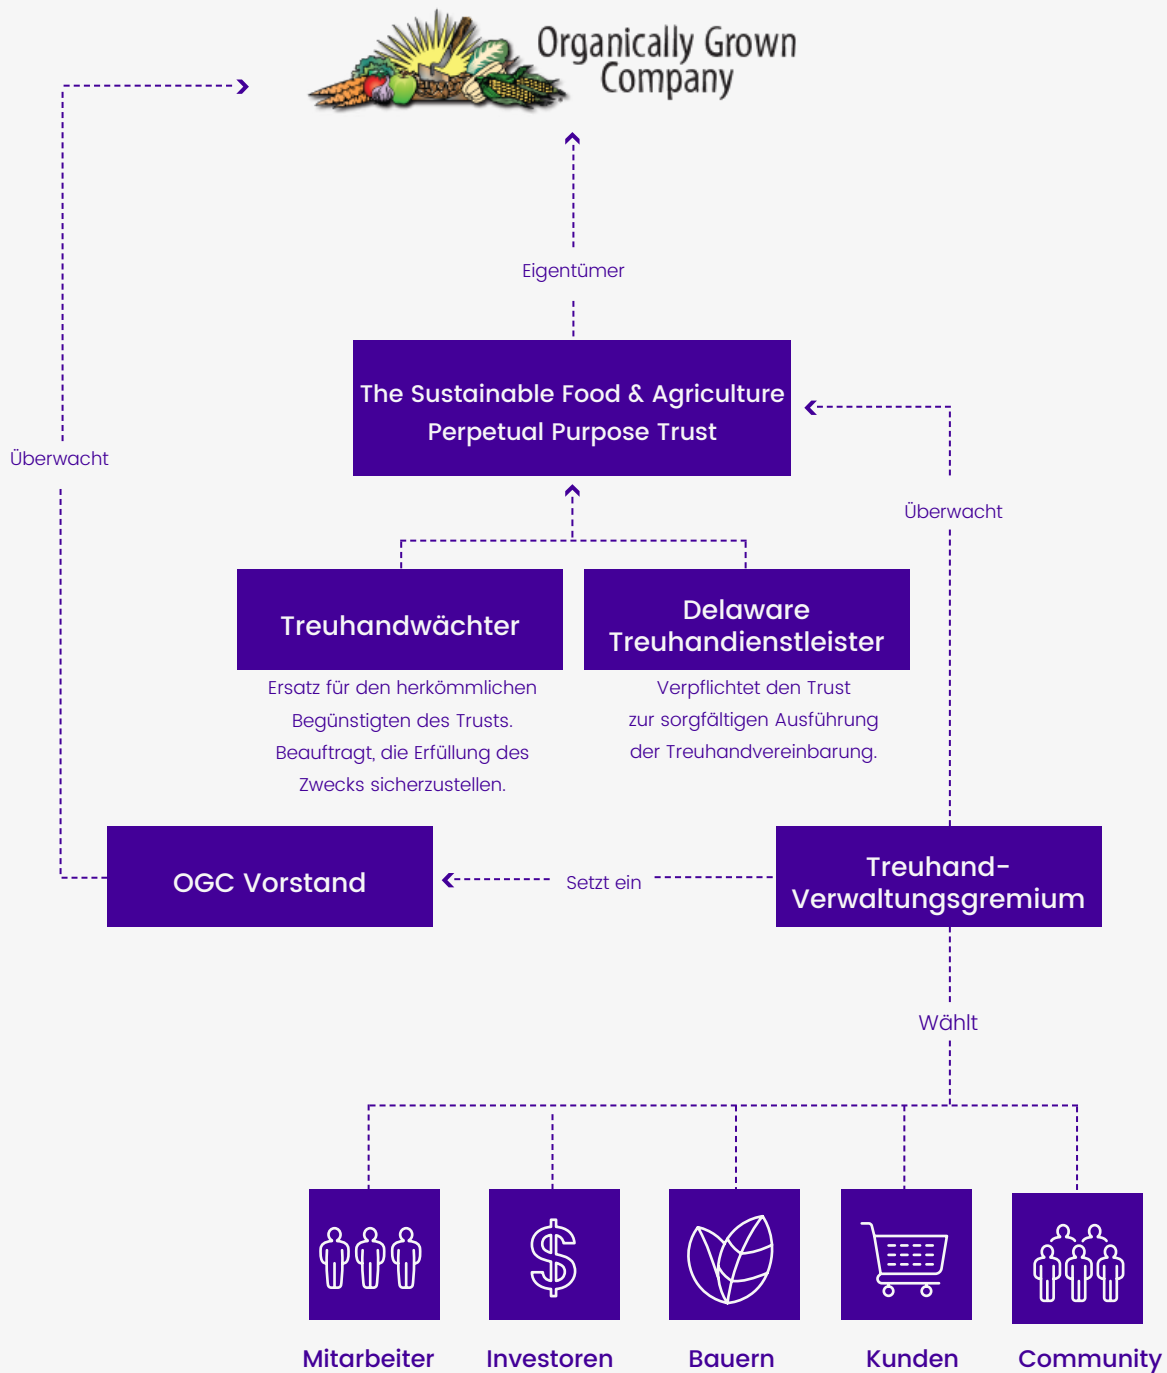 Organically Grown
Company
Eigentümer
The Sustainable Food & Agriculture
Perpetual Purpose Trust
Überwacht
Überwacht
Treuhandwächter
Delaware
Treuhandienstleister
Ersatz für den herkömmlichen
Begünstigten des Trusts.
Beauftragt, die Erfüllung des
Zwecks sicherzustellen.
Verpflichtet den Trust
zur sorgfältigen Ausführung
der Treuhandvereinbarung.
OGC Vorstand
Setzt ein
Treuhand-
Verwaltungsgremium
Wählt
$
Mitarbeiter
Investoren
Bauern
Kunden
Community